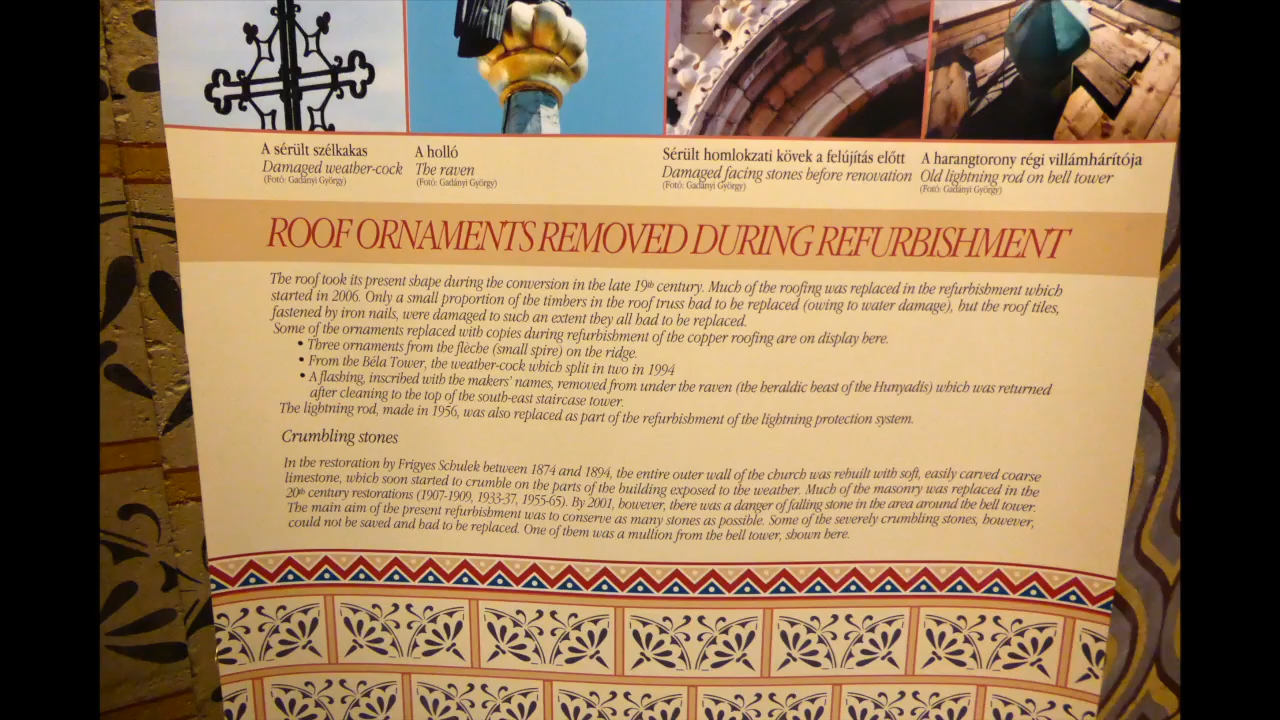 A sérült szélkakas
Damaged weather-cock
(Fotó: Gadányi György)
A holló
The raven
(Fotó: Gadányi György)
Sérült homlokzati kövek a felújítás előtt
Damaged facing stones before renovation
(Fotó: Gadányi György)
A harangtorony régi villámhárítója
Old lightning rod on bell tower
(Fotó: Gadányi György)
ROOF ORNAMENTS REMOVED DURING REFURBISHMENT
The roof took its present shape during the conversion in the late 19th century. Much of the roofing was replaced in the refurbishment which
started in 2006. Only a small proportion of the timbers in the roof truss had to be replaced (owing to water damage), but the roof tiles,
fastened by iron nails, were damaged to such an extent they all had to be replaced.
Some of the ornaments replaced with copies during refurbishment of the copper roofing are on display here.
• Three ornaments from the flèche (small spire) on the ridge.
• From the Béla Tower, the weather-cock which split in two in 1994
• A flashing, inscribed with the makers' names, removed from under the raven (the heraldic beast of the Hunyadis) which was returned
after cleaning to the top of the south-east staircase tower.
The lightning rod, made in 1956, was also replaced as part of the refurbishment of the lightning protection system.
Crumbling stones
In the restoration by Frigyes Schulek between 1874 and 1894, the entire outer wall of the church was rebuilt with soft, easily carved coarse
limestone, which soon started to crumble on the parts of the building exposed to the weather. Much of the masonry was replaced in the
20th century restorations (1907-1909, 1933-37, 1955-65). By 2001, however, there was a danger of falling stone in the area around the bell tower.
The main aim of the present refurbishment was to conserve as many stones as possible. Some of the severely crumbling stones, however,
could not be saved and had to be replaced. One of them was a mullion from the bell tower, shown here.